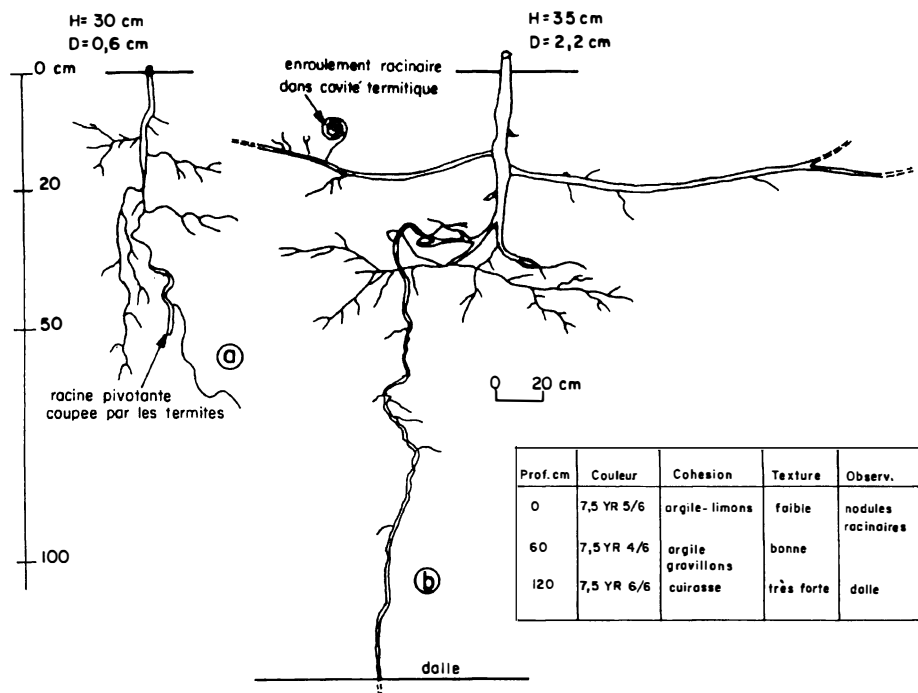 H = 30 cm
D = 0,6 cm
H = 35 cm
D = 2,2 cm
0 cm
enroulement racinaire
dans cavité termitique
20
50
a
racine pivotante
coupee par les termites
0 20 cm
100
b
dalle
Prof. cm Couleur Cohesion Texture Observ.
0 7,5 YR 5/6 argile-limons faible nodules
racinaires
60 7,5 YR 4/6 argile bonne
gravillons
120 7,5 YR 6/6 cuirasse très forte dalle